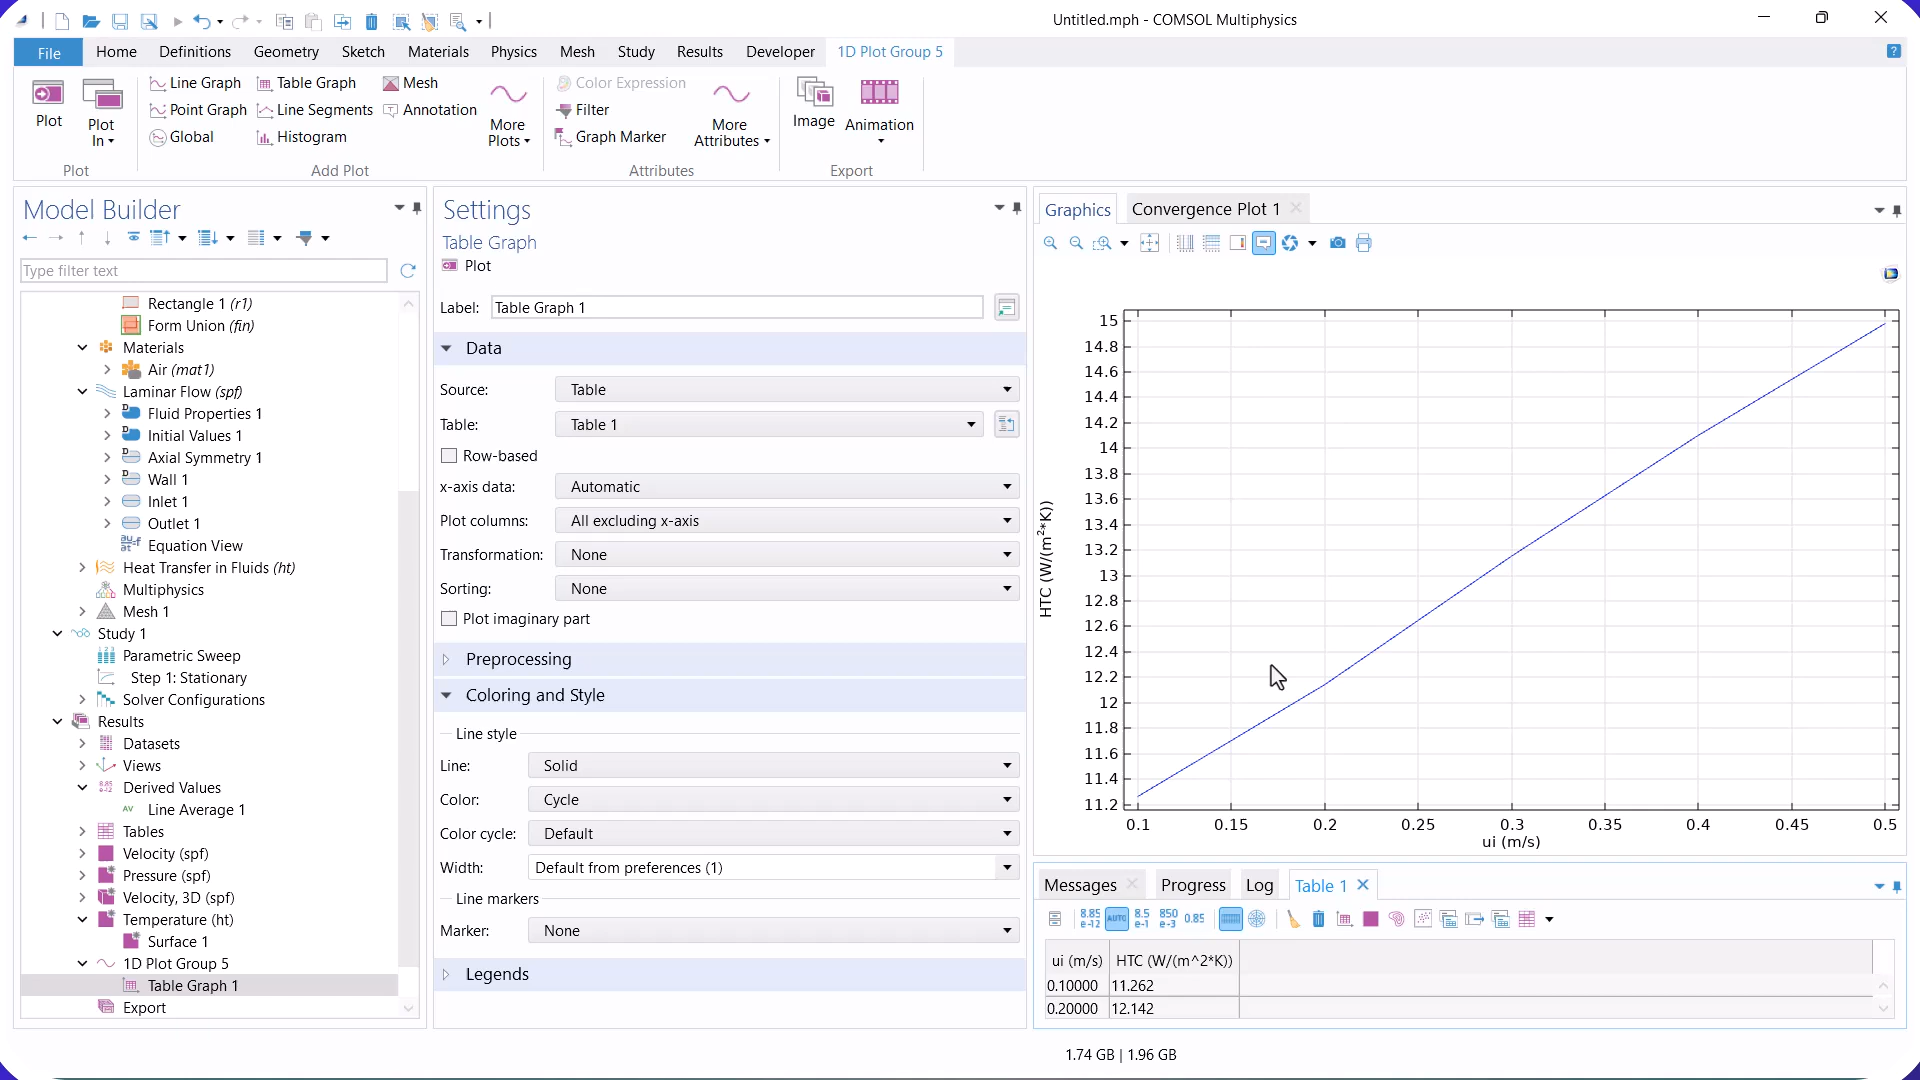 Untitled.mph - COMSOL Multiphysics
File Home Definitions Geometry Sketch Materials Physics Mesh Study Results Developer 1D Plot Group 5
Plot
Plot In
Plot
Line Graph
Point Graph
Global
Table Graph
Line Segments
Histogram
Mesh
Annotation
More Plots
Add Plot
Color Expression
Filter
Graph Marker
More Attributes
Attributes
Image
Animation
Export
Model Builder
Type filter text
Rectangle 1 (r1)
Form Union (fin)
Materials
Air (mat1)
Laminar Flow (spf)
Fluid Properties 1
Initial Values 1
Axial Symmetry 1
Wall 1
Inlet 1
Outlet 1
Equation View
Heat Transfer in Fluids (ht)
Multiphysics
Mesh 1
Study 1
Parametric Sweep
Step 1: Stationary
Solver Configurations
Results
Datasets
Views
Derived Values
Line Average 1
Tables
Velocity (spf)
Pressure (spf)
Velocity, 3D (spf)
Temperature (ht)
Surface 1
1D Plot Group 5
Table Graph 1
Export
Settings
Table Graph
Plot
Label: Table Graph 1
Data
Source: Table
Table: Table 1
Row-based
x-axis data: Automatic
Plot columns: All excluding x-axis
Transformation: None
Sorting: None
Plot imaginary part
Preprocessing
Coloring and Style
Line style
Line: Solid
Color: Cycle
Color cycle: Default
Width: Default from preferences (1)
Line markers
Marker: None
Legends
Graphics Convergence Plot 1
15
14.8
14.6
14.4
14.2
14
13.8
13.6
13.4
13.2
13
12.8
12.6
12.4
12.2
12
11.8
11.6
11.4
11.2
HTC (W/(m²*K))
0.1 0.15 0.2 0.25 0.3 0.35 0.4 0.45 0.5
ui (m/s)
Messages Progress Log Table 1
8.85 e-12 AUTO 8.5 e-1 850 e-3 0.85
ui (m/s) HTC (W/(m^2*K))
0.10000 11.262
0.20000 12.142
1.74 GB | 1.96 GB